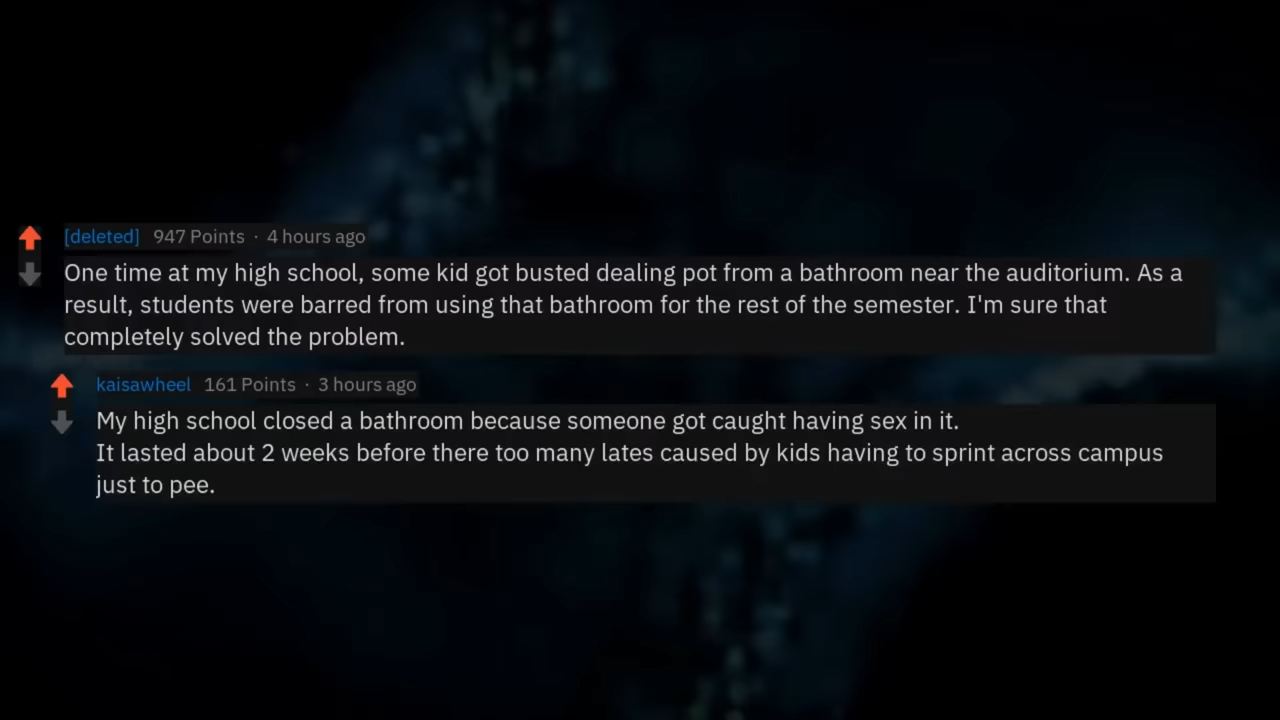 [deleted] 947 Points · 4 hours ago
One time at my high school, some kid got busted dealing pot from a bathroom near the auditorium. As a
result, students were barred from using that bathroom for the rest of the semester. I'm sure that
completely solved the problem.
kaisawheel 161 Points · 3 hours ago
My high school closed a bathroom because someone got caught having sex in it.
It lasted about 2 weeks before there too many lates caused by kids having to sprint across campus
just to pee.